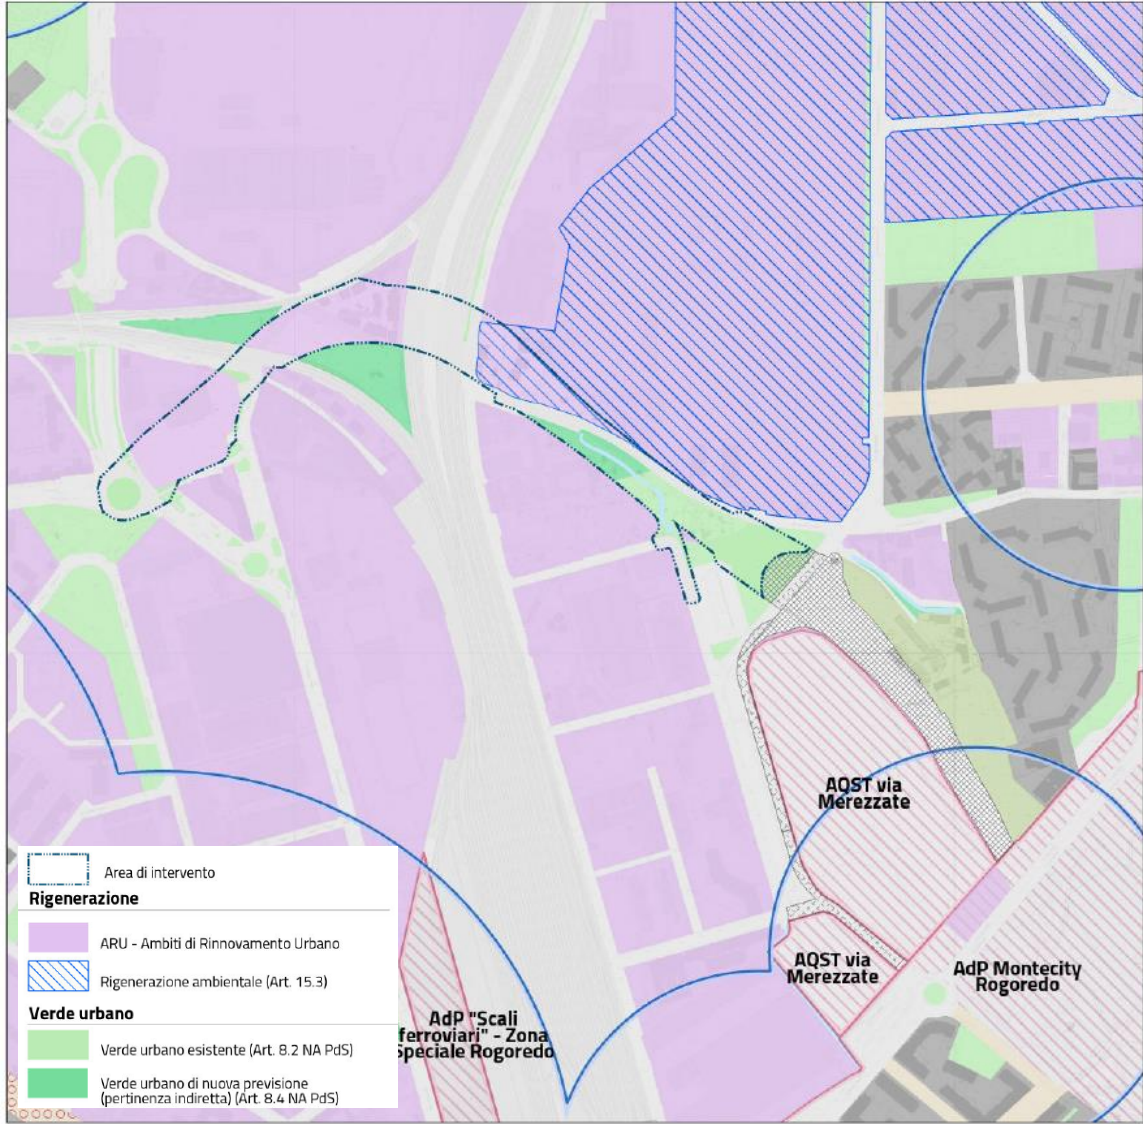 AQST via
Merezzate
AQST via
Merezzate
AdP Montecity
Rogoredo
AdP "Scali
ferroviari" - Zona
Speciale Rogoredo
Area di intervento
Rigenerazione
ARU - Ambiti di Rinnovamento Urbano
Rigenerazione ambientale (Art. 15.3)
Verde urbano
Verde urbano esistente (Art. 8.2 NA PdS)
Verde urbano di nuova previsione
(pertinenza indiretta) (Art. 8.4 NA PdS)